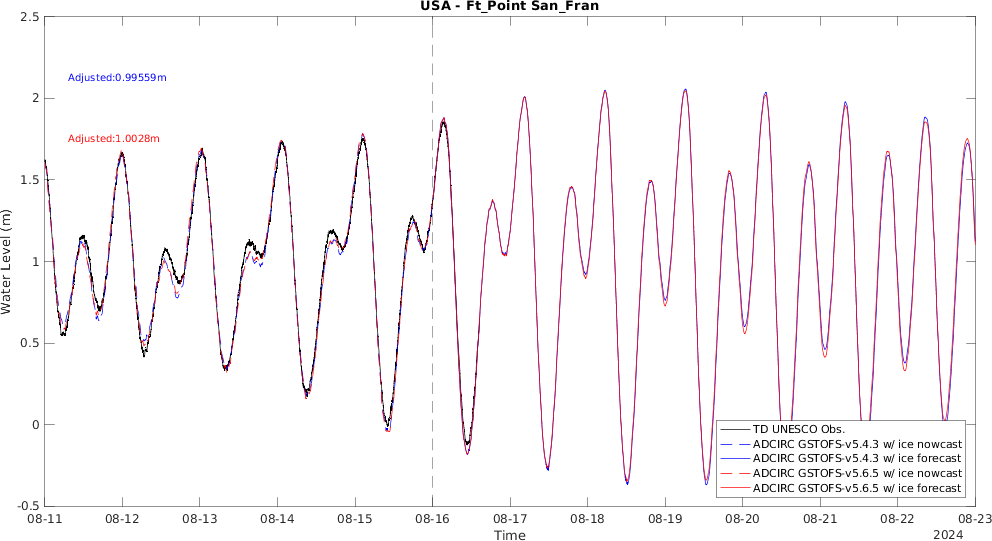 USA - Ft_Point San_Fran
2.5
Adjusted:0.99559m
2
Adjusted:1.0028m
1.5
Water Level (m)
1
0.5
0
TD UNESCO Obs.
ADCIRC GSTOFS-v5.4.3 w/ ice nowcast
ADCIRC GSTOFS-v5.4.3 w/ ice forecast
ADCIRC GSTOFS-v5.6.5 w/ ice nowcast
ADCIRC GSTOFS-v5.6.5 w/ ice forecast
-0.5
08-11 08-12 08-13 08-14 08-15 08-16 08-17 08-18 08-19 08-20 08-21 08-22 08-23
Time
2024